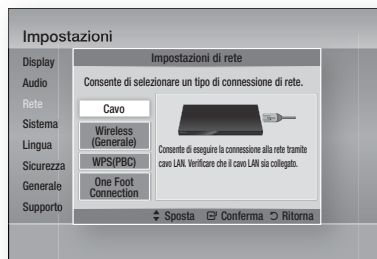 Impostazioni
Display
Audio
Rete
Sistema
Lingua
Sicurezza
Generale
Supporto
Impostazioni di rete
Consente di selezionare un tipo di connessione di rete.
Cavo
Wireless
(Generale)
WPS(PBC)
One Foot
Connection
Consente di eseguire la connessione alla rete tramite
cavo LAN. Verificare che il cavo LAN sia collegato.
Sposta Conferma Ritorna